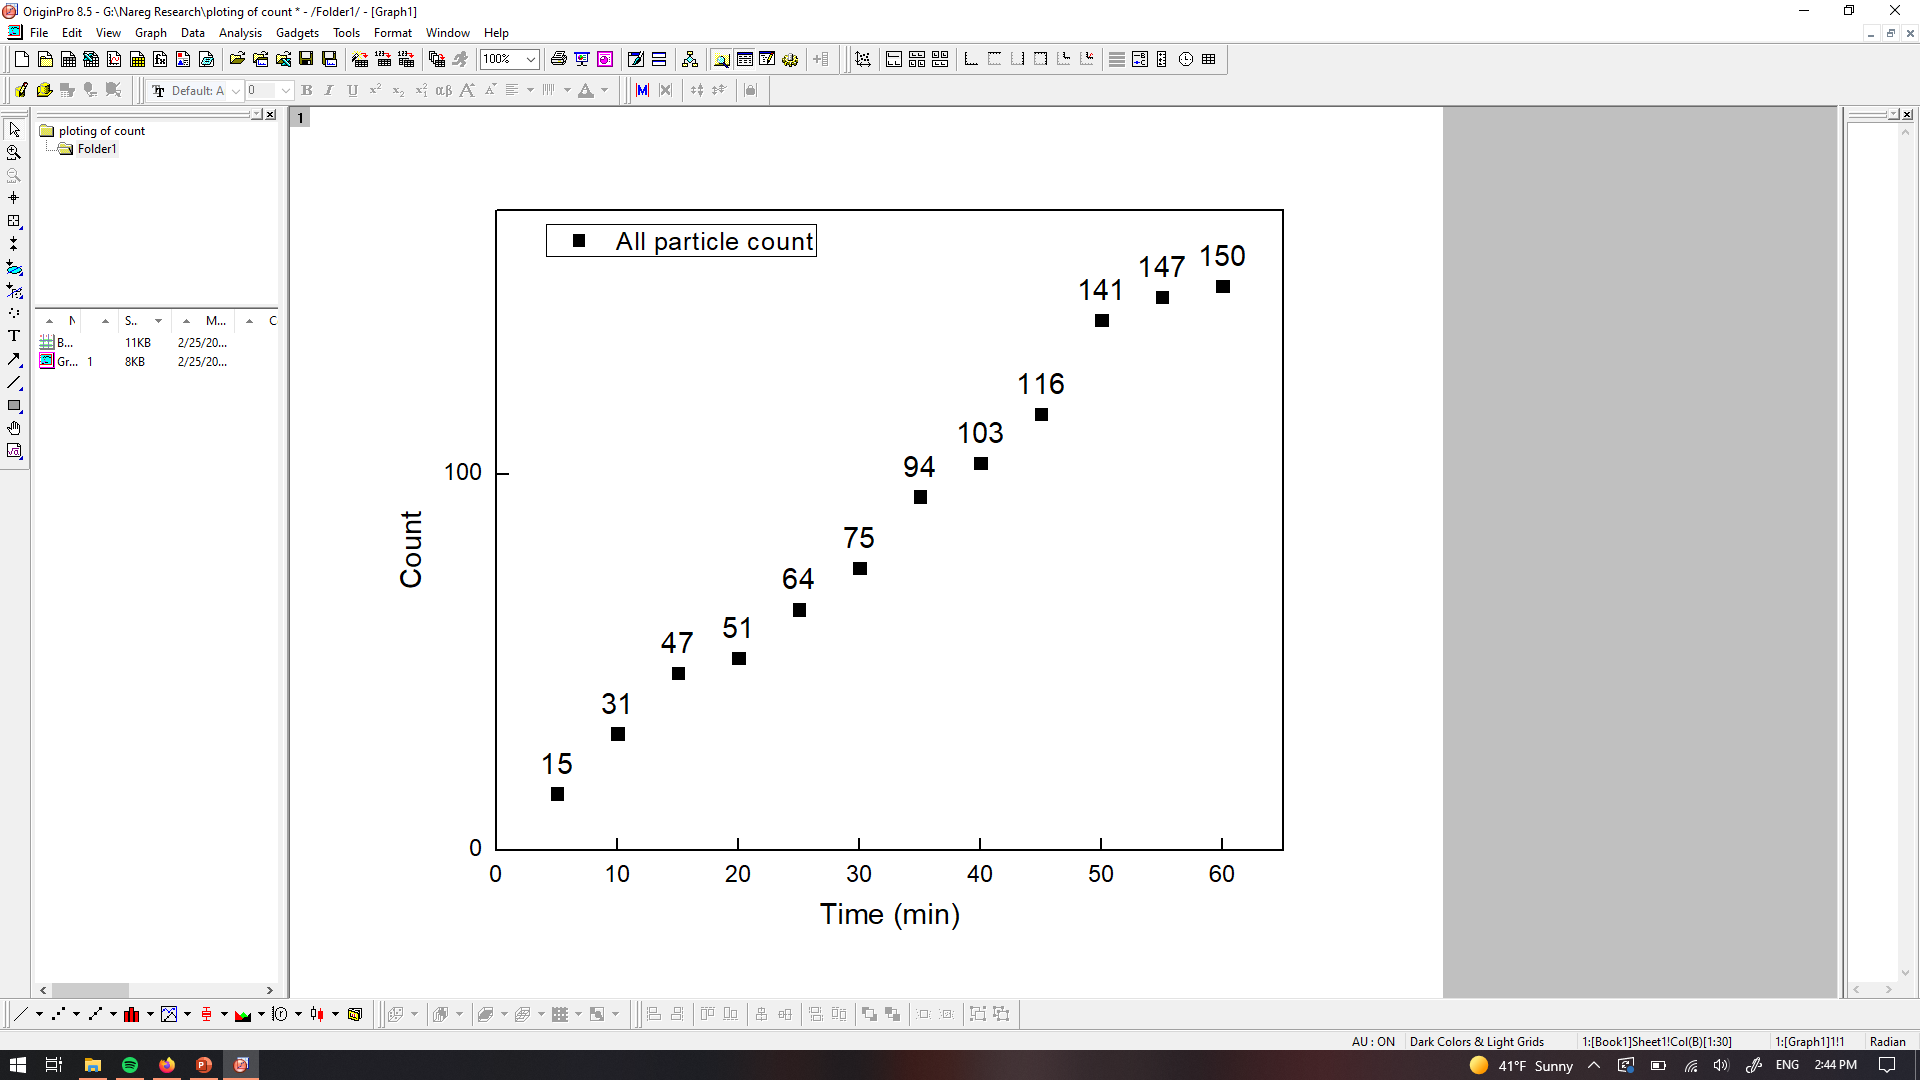 OriginPro 8.5 - G:\Nareg Research\ploting of count * - /Folder1/ - [Graph1]
File Edit View Graph Data Analysis Gadgets Tools Format Window Help
100%
Default: A 0 B I U αβ
ploting of count
Folder1
N S.. M... C
B... 11KB 2/25/20...
Gr... 1 8KB 2/25/20...
1
All particle count
150
147
141
116
103
100
94
75
64
51
47
31
15
Count
0
0 10 20 30 40 50 60
Time (min)
AU : ON Dark Colors & Light Grids 1:[Book1]Sheet1!Col(B)[1:30] 1:[Graph1]1!1 Radian
41°F Sunny ENG 2:44 PM